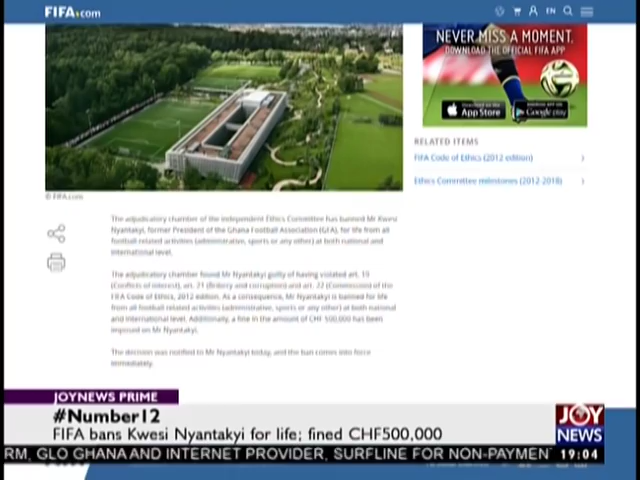 FIFA.com
EN
NEVER MISS A MOMENT.
DOWNLOAD THE OFFICIAL FIFA APP
App Store
Google play
RELATED ITEMS
FIFA Code of Ethics (2012 edition)
Ethics Committee milestones (2012-2018)
© FIFA.com
The adjudicatory chamber of the independent Ethics Committee has banned Mr Kwesi
Nyantakyi, former President of the Ghana Football Association (GFA), for life from all
football-related activities (administrative, sports or any other) at both national and
international level.
The adjudicatory chamber found Mr Nyantakyi guilty of having violated art. 19
(Conflicts of interest), art. 21 (Bribery and corruption) and art. 22 (Commission) of the
FIFA Code of Ethics, 2012 edition. As a consequence, Mr Nyantakyi is banned for life
from all football related activities (administrative, sports or any other) at both national
and international level. Additionally, a fine in the amount of CHF 500,000 has been
imposed on Mr Nyantakyi.
The decision was notified to Mr Nyantakyi today, and the ban comes into force
immediately.
JOYNEWS PRIME
#Number12
FIFA bans Kwesi Nyantakyi for life; fined CHF500,000
JOY
NEWS
19:04
RM, GLO GHANA AND INTERNET PROVIDER, SURFLINE FOR NON-PAYMEN